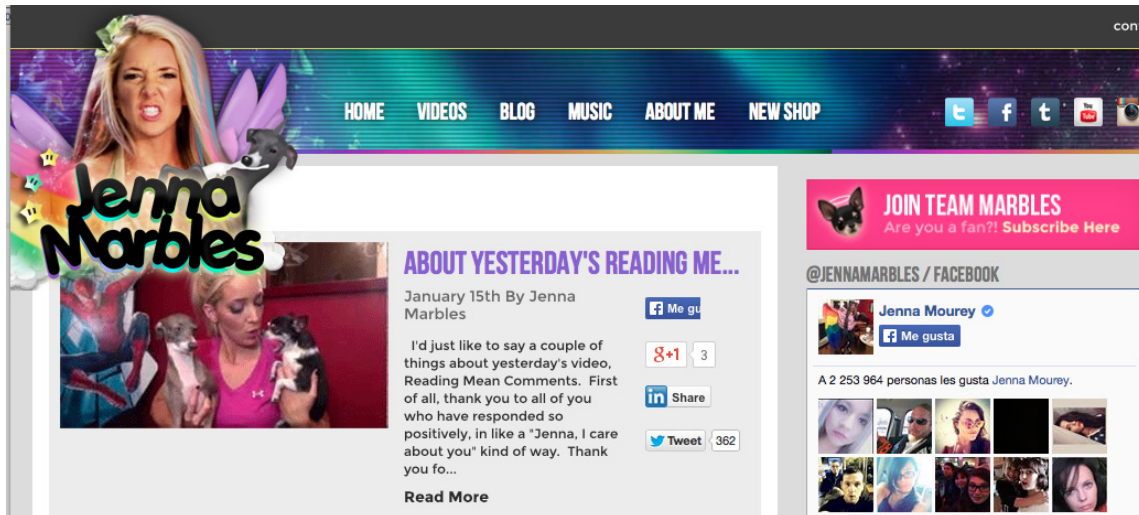 con
HOME VIDEOS BLOG MUSIC ABOUT ME NEW SHOP
You
Tube
Jenna
Marbles
JOIN TEAM MARBLES
Are you a fan?! Subscribe Here
ABOUT YESTERDAY'S READING ME...
January 15th By Jenna
Marbles
I'd just like to say a couple of
things about yesterday's video,
Reading Mean Comments. First
of all, thank you to all of you
who have responded so
positively, in like a "Jenna, I care
about you" kind of way. Thank
you fo...
Read More
Me gu
g+1 3
in Share
Tweet 362
@JENNAMARBLES / FACEBOOK
Jenna Mourey
Me gusta
A 2 253 964 personas les gusta Jenna Mourey.